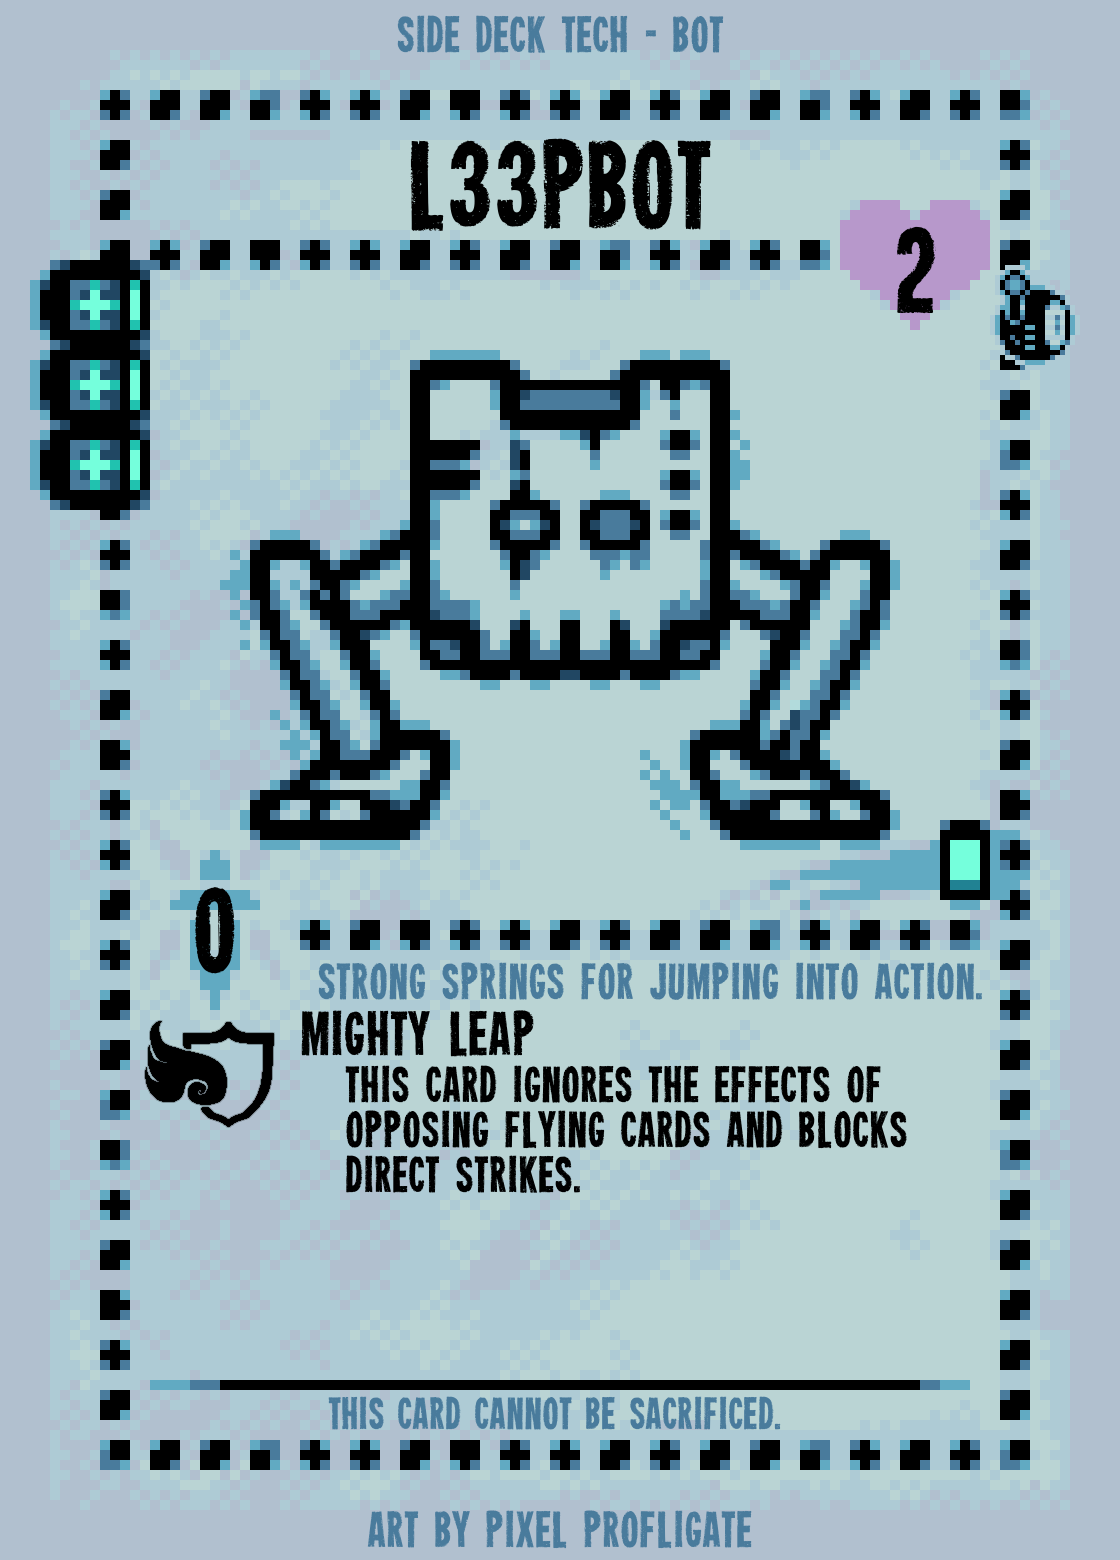 SIDE DECK TECH - BOT
L33PBOT
2
0
STRONG SPRINGS FOR JUMPING INTO ACTION.
MIGHTY LEAP
THIS CARD IGNORES THE EFFECTS OF
OPPOSING FLYING CARDS AND BLOCKS
DIRECT STRIKES.
THIS CARD CANNOT BE SACRIFICED.
ART BY PIXEL PROFLIGATE